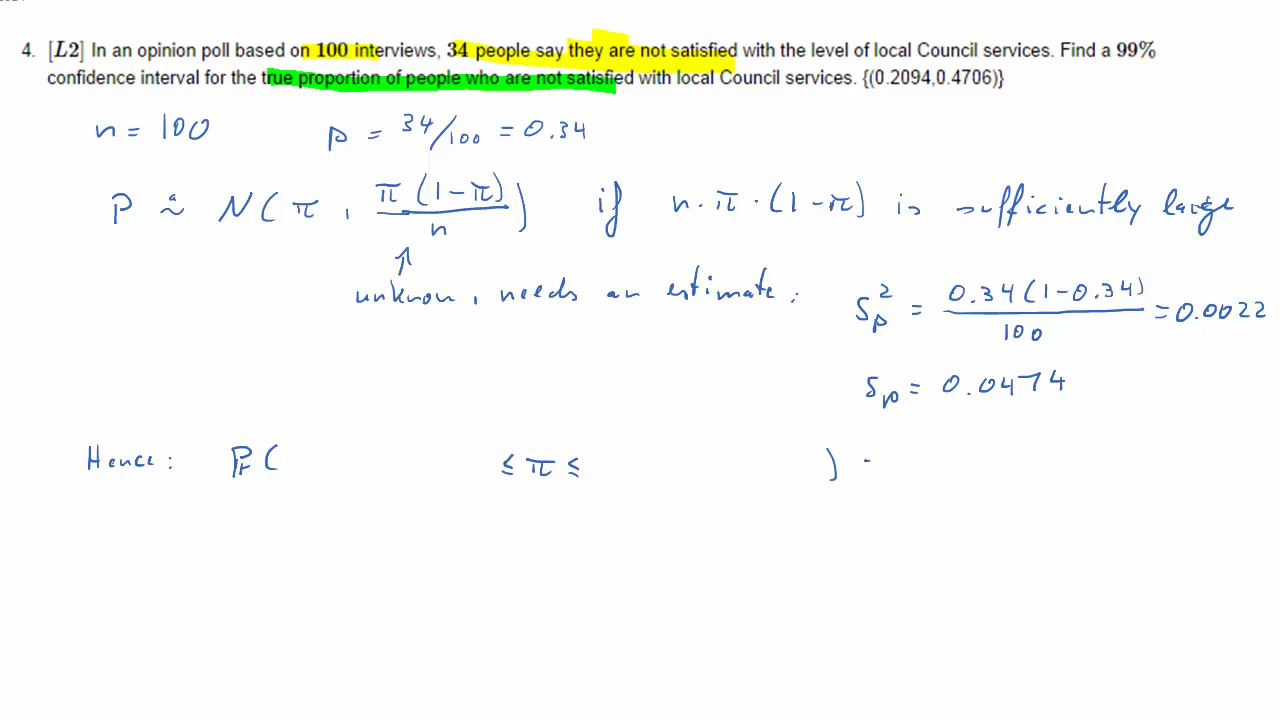 4. [L2] In an opinion poll based on 100 interviews, 34 people say they are not satisfied with the level of local Council services. Find a 99%
confidence interval for the true proportion of people who are not satisfied with local Council services. {(0.2094,0.4706)}
n = 100 p = 34/100 = 0.34
P ≈ N(π, π(1-π)/n) if n·π·(1-π) is sufficiently large
↑
unknown, needs an estimate: S_p^2 = 0.34(1-0.34)/100 = 0.0022
S_p = 0.0474
Hence: Pr( ≤ π ≤ ) -